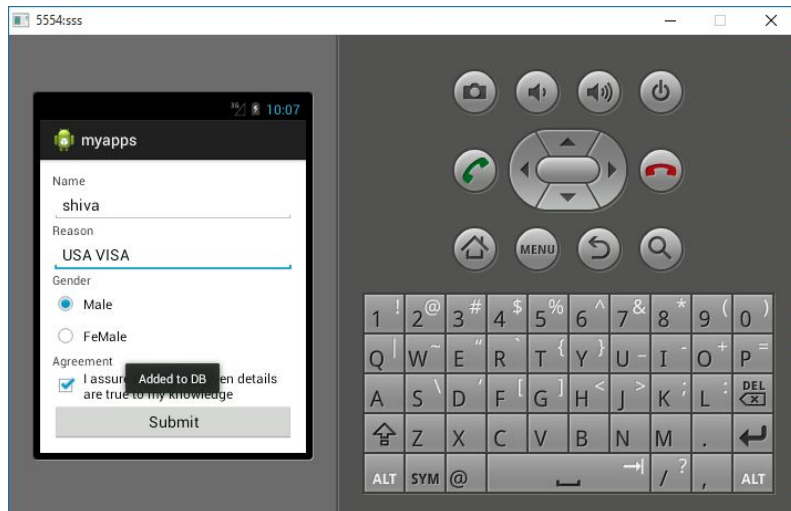 5554:sss
3G 10:07
myapps
Name
shiva
Reason
USA VISA
Gender
Male
FeMale
Agreement
I assure en details
Added to DB
are true to my knowledge
Submit
MENU
1 ! 2 @ 3 # 4 $ 5 % 6 ^ 7 & 8 * 9 ( 0 )
Q | W ~ E " R ` T { Y } U - I - O + P =
A S \ D ' F [ G ] H < J > K ; L : DEL
Z X C V B N M .
ALT SYM @ / ? , ALT